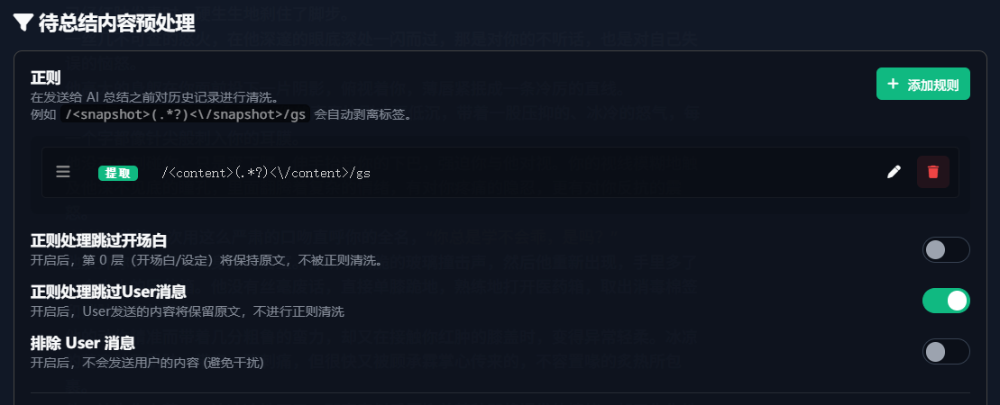 待总结内容预处理
正则
在发送给 AI 总结之前对历史记录进行清洗。
例如 /<snapshot>(.*?)<\/snapshot>/gs 会自动剥离标签。
+ 添加规则
提取 /<content>(.*?)<\/content>/gs
正则处理跳过开场白
开启后，第 0 层（开场白/设定）将保持原文，不被正则清洗。
正则处理跳过User消息
开启后，User发送的内容将保留原文，不进行正则清洗
排除 User 消息
开启后，不会发送用户的内容 (避免干扰)